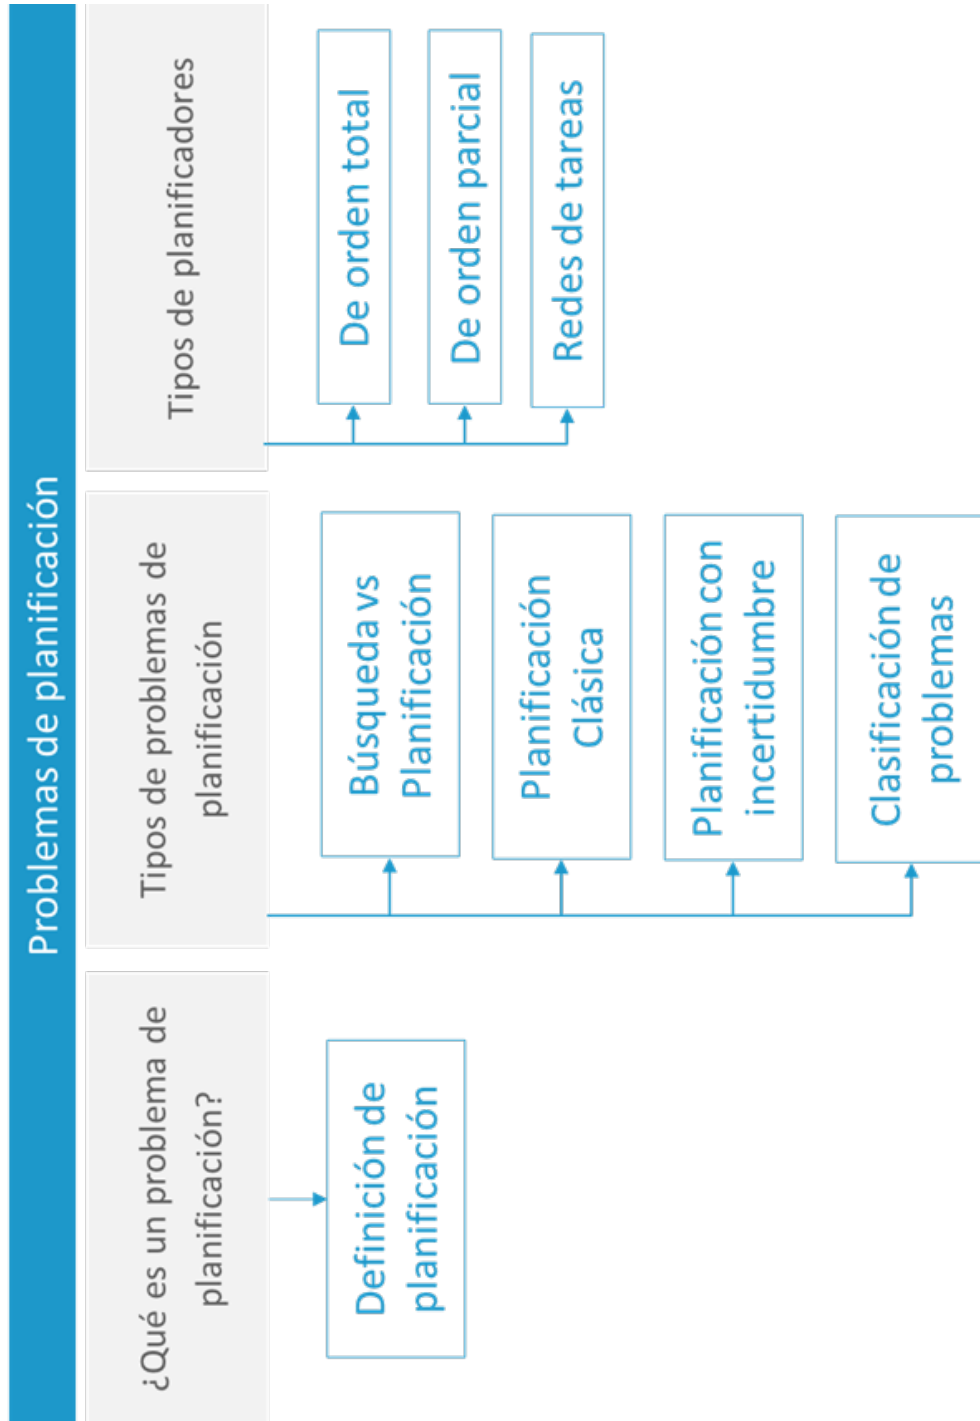 Problemas de planificación
¿Qué es un problema de
planificación?
Definición de
planificación
Tipos de problemas de
planificación
Búsqueda vs
Planificación
Planificación
Clásica
Planificación con
incertidumbre
Clasificación de
problemas
Tipos de planificadores
De orden total
De orden parcial
Redes de tareas